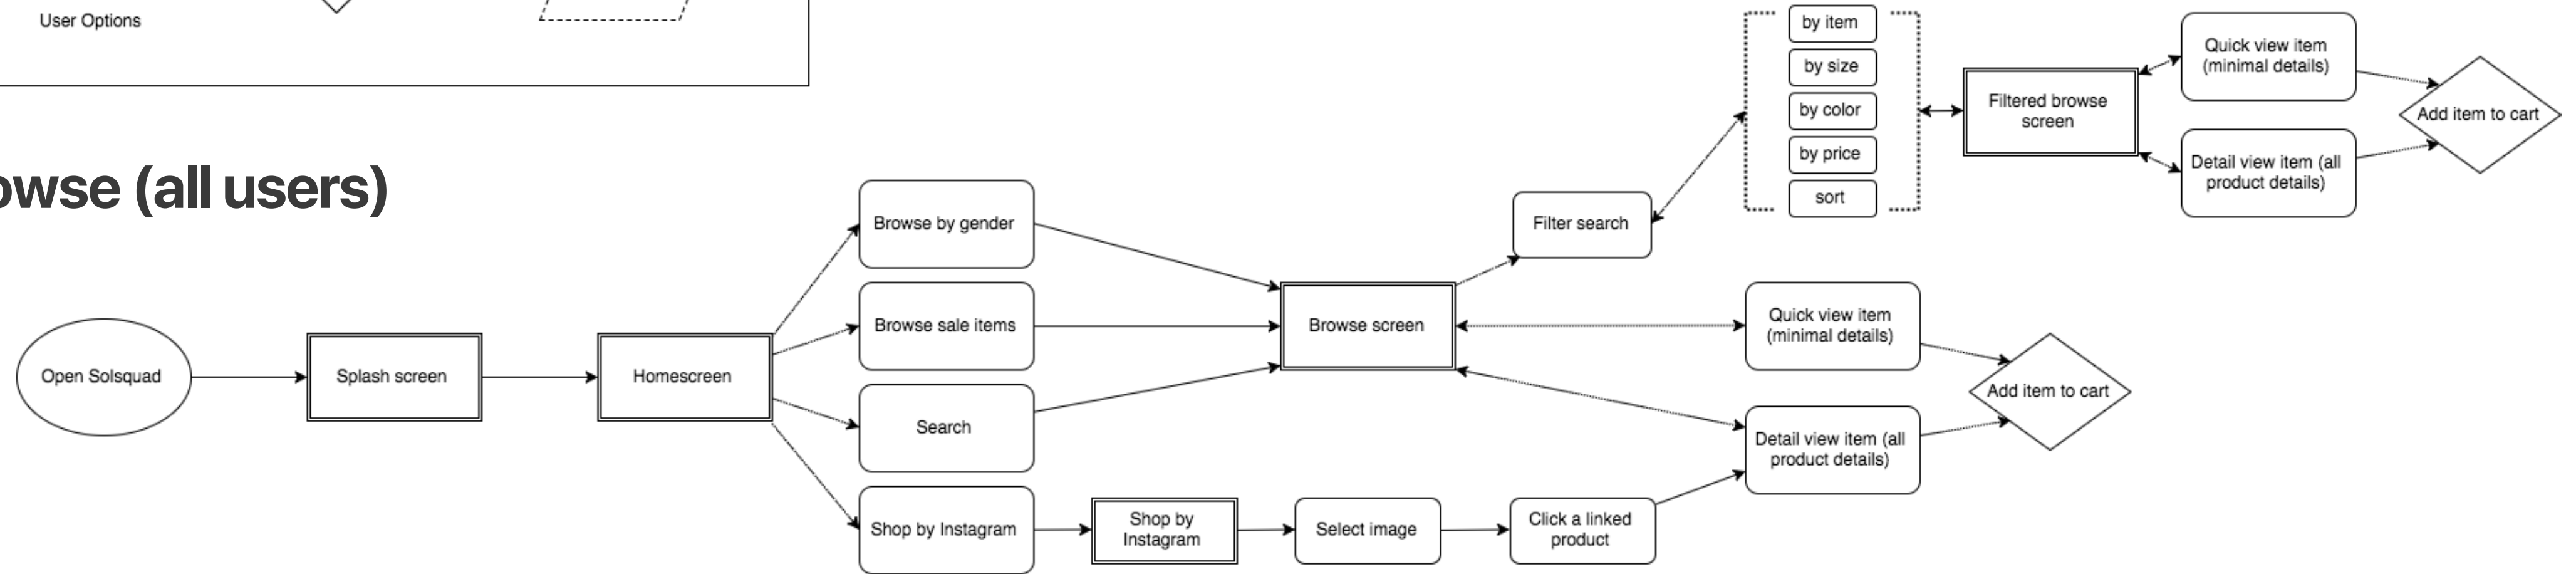 User Options
owse (all users)
Open Solsquad
Splash screen
Homescreen
Browse by gender
Browse sale items
Search
Shop by Instagram
Shop by
Instagram
Select image
Click a linked
product
Browse screen
Filter search
by item
by size
by color
by price
sort
Filtered browse
screen
Quick view item
(minimal details)
Detail view item (all
product details)
Add item to cart
Quick view item
(minimal details)
Detail view item (all
product details)
Add item to cart